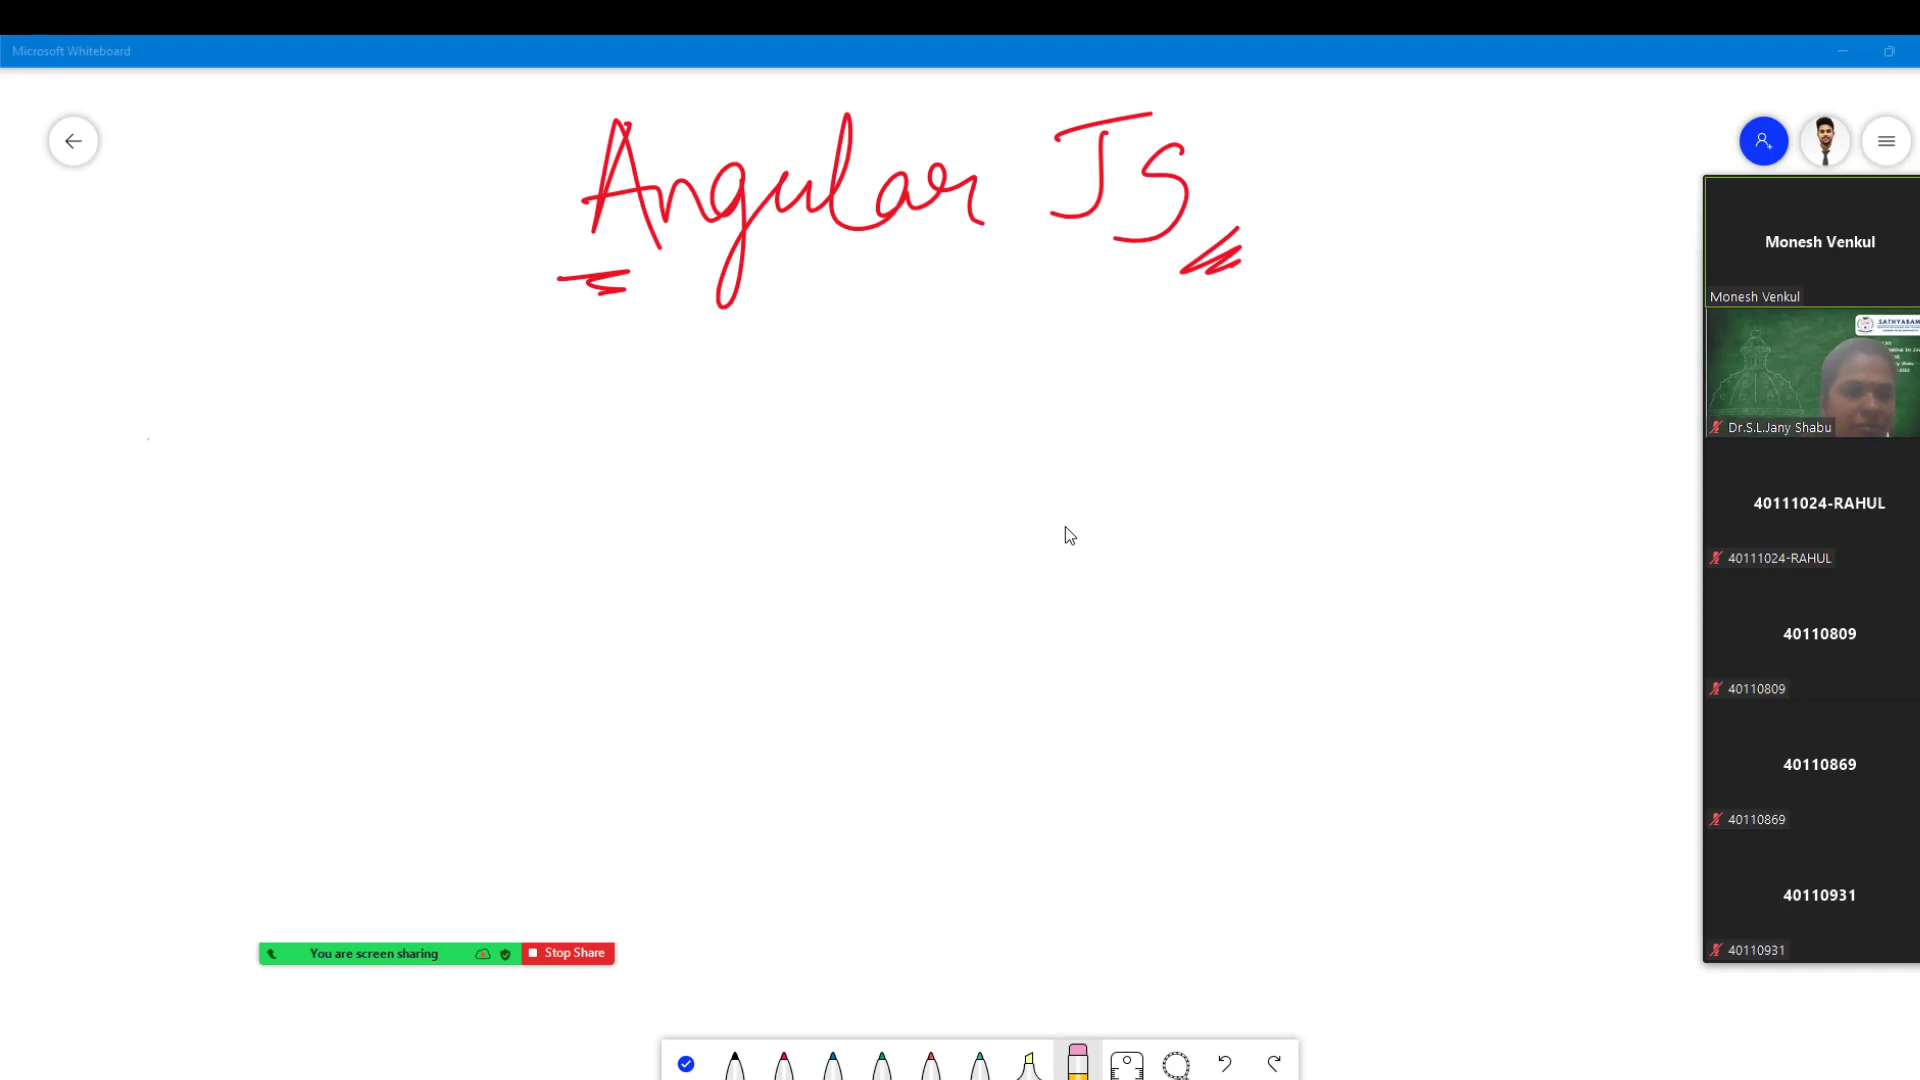 Microsoft Whiteboard
Angular JS
Monesh Venkul
Monesh Venkul
SATHYABAM
Dr.S.L.Jany Shabu
40111024-RAHUL
40111024-RAHUL
40110809
40110809
40110869
40110869
40110931
40110931
You are screen sharing
Stop Share